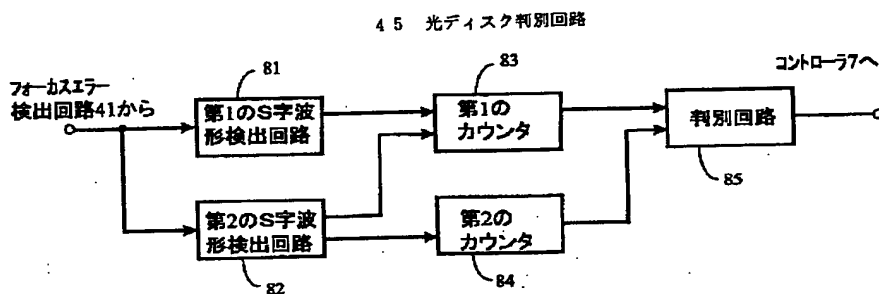 45 光ディスク判別回路
フォーカスエラー
検出回路41から
81
第1のS字波
形検出回路
83
第1の
カウンタ
コントローラ7へ
判別回路
85
第2のS字波
形検出回路
82
第2の
カウンタ
84